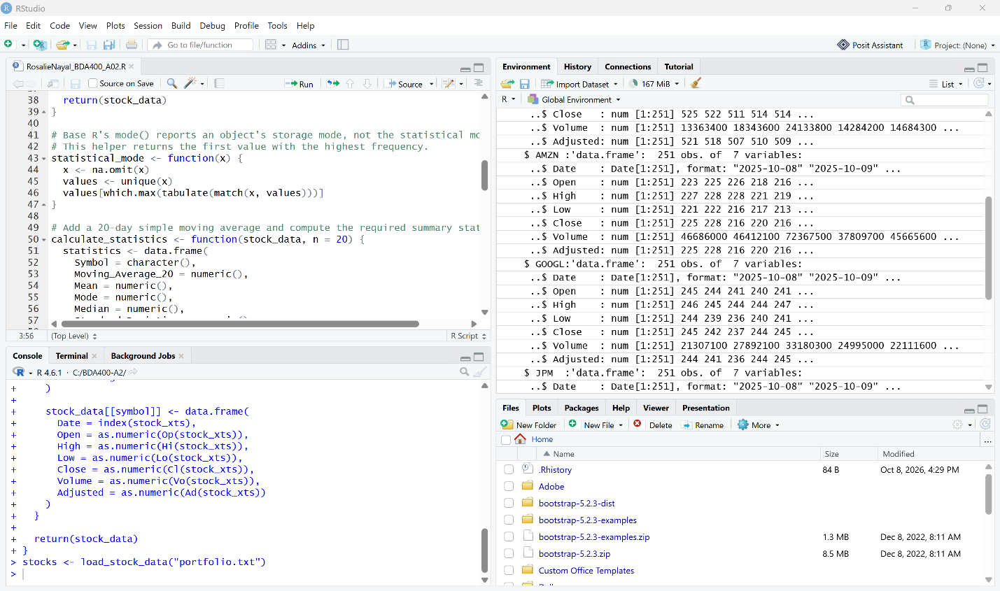 RStudio
File Edit Code View Plots Session Build Debug Profile Tools Help
Go to file/function Addins Posit Assistant Project: (None)
RosalieNayal_BDA400_A02.R
Source on Save Run Source
38 return(stock_data)
39 }
40
41 # Base R's mode() reports an object's storage mode, not the statistical mo
42 # This helper returns the first value with the highest frequency.
43 statistical_mode <- function(x) {
44 x <- na.omit(x)
45 values <- unique(x)
46 values[which.max(tabulate(match(x, values)))]
47 }
48
49 # Add a 20-day simple moving average and compute the required summary stat
50 calculate_statistics <- function(stock_data, n = 20) {
51 statistics <- data.frame(
52 Symbol = character(),
53 Moving_Average_20 = numeric(),
54 Mean = numeric(),
55 Mode = numeric(),
56 Median = numeric(),
57
3:56 (Top Level) R Script
Console Terminal Background Jobs
R 4.6.1 · C:/BDA400-A2/
+ )
+
+ stock_data[[symbol]] <- data.frame(
+ Date = index(stock_xts),
+ Open = as.numeric(Op(stock_xts)),
+ High = as.numeric(Hi(stock_xts)),
+ Low = as.numeric(Lo(stock_xts)),
+ Close = as.numeric(Cl(stock_xts)),
+ Volume = as.numeric(Vo(stock_xts)),
+ Adjusted = as.numeric(Ad(stock_xts))
+ )
+ }
+
+ return(stock_data)
+ }
> stocks <- load_stock_data("portfolio.txt")
>
Environment History Connections Tutorial
Import Dataset 167 MiB List
R Global Environment
..$ Close : num [1:251] 525 522 511 514 514 ...
..$ Volume : num [1:251] 13363400 18343600 24133800 14284200 14684300 ...
..$ Adjusted: num [1:251] 521 518 507 510 509 ...
$ AMZN :'data.frame': 251 obs. of 7 variables:
..$ Date : Date[1:251], format: "2025-10-08" "2025-10-09" ...
..$ Open : num [1:251] 223 225 226 218 216 ...
..$ High : num [1:251] 227 228 228 221 219 ...
..$ Low : num [1:251] 221 222 216 217 213 ...
..$ Close : num [1:251] 225 228 216 220 216 ...
..$ Volume : num [1:251] 46686000 46412100 72367500 37809700 45665600 ...
..$ Adjusted: num [1:251] 225 228 216 220 216 ...
$ GOOGL:'data.frame': 251 obs. of 7 variables:
..$ Date : Date[1:251], format: "2025-10-08" "2025-10-09" ...
..$ Open : num [1:251] 245 244 241 240 241 ...
..$ High : num [1:251] 246 245 244 244 247 ...
..$ Low : num [1:251] 244 239 236 240 241 ...
..$ Close : num [1:251] 245 242 237 244 245 ...
..$ Volume : num [1:251] 21307100 27892100 33180300 24995000 22111600 ...
..$ Adjusted: num [1:251] 244 241 236 244 245 ...
$ JPM :'data.frame': 251 obs. of 7 variables:
..$ Date : Date[1:251], format: "2025-10-08" "2025-10-09" ...
Files Plots Packages Help Viewer Presentation
New Folder New File Delete Rename More
Home ...
Name Size Modified
.Rhistory 84 B Oct 8, 2026, 4:29 PM
Adobe
bootstrap-5.2.3-dist
bootstrap-5.2.3-examples
bootstrap-5.2.3-examples.zip 1.3 MB Dec 8, 2022, 8:11 AM
bootstrap-5.2.3.zip 8.5 MB Dec 8, 2022, 8:11 AM
Custom Office Templates